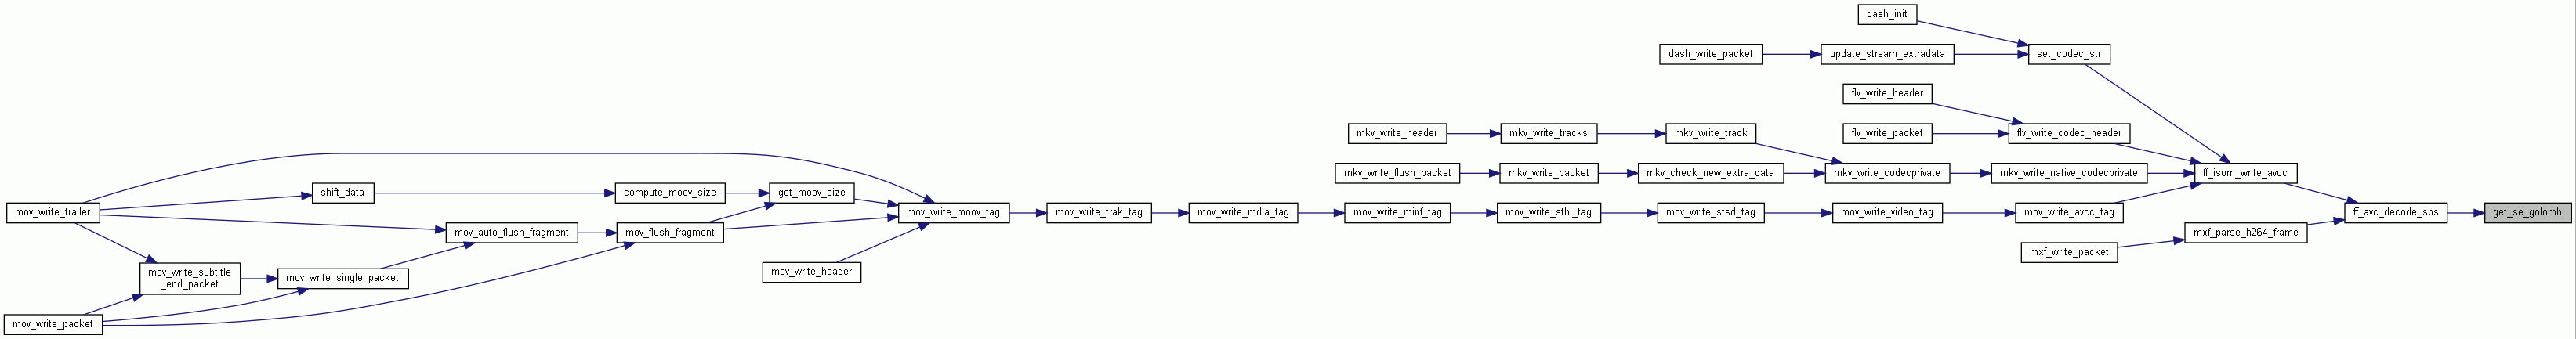 dash_init
dash_write_packet
update_stream_extradata
set_codec_str
flv_write_header
mkv_write_header
mkv_write_tracks
mkv_write_track
flv_write_packet
flv_write_codec_header
mkv_write_flush_packet
mkv_write_packet
mkv_check_new_extra_data
mkv_write_codecprivate
mkv_write_native_codecprivate
ff_isom_write_avcc
shift_data
compute_moov_size
get_moov_size
mov_write_trailer
mov_write_moov_tag
mov_write_trak_tag
mov_write_mdia_tag
mov_write_minf_tag
mov_write_stbl_tag
mov_write_stsd_tag
mov_write_video_tag
mov_write_avcc_tag
ff_avc_decode_sps
get_se_golomb
mov_auto_flush_fragment
mov_flush_fragment
mxf_parse_h264_frame
mxf_write_packet
mov_write_subtitle
_end_packet
mov_write_single_packet
mov_write_header
mov_write_packet